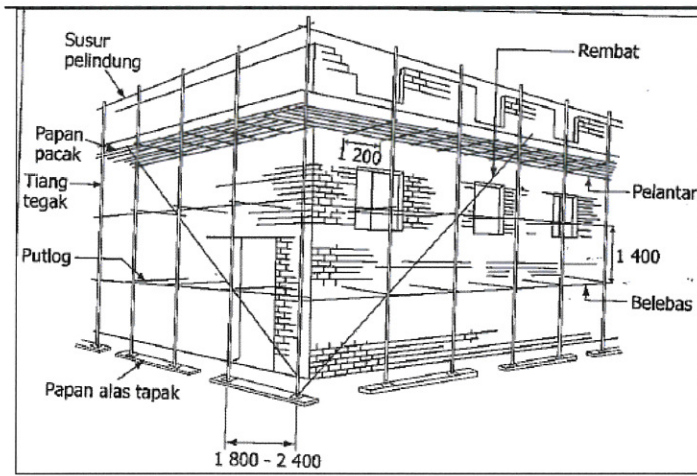 Susur
pelindung
Rembat
Papan
pacak
1 200
Tiang
tegak
Pelantar
Putlog
1 400
Belebas
Papan alas tapak
1 800 - 2 400